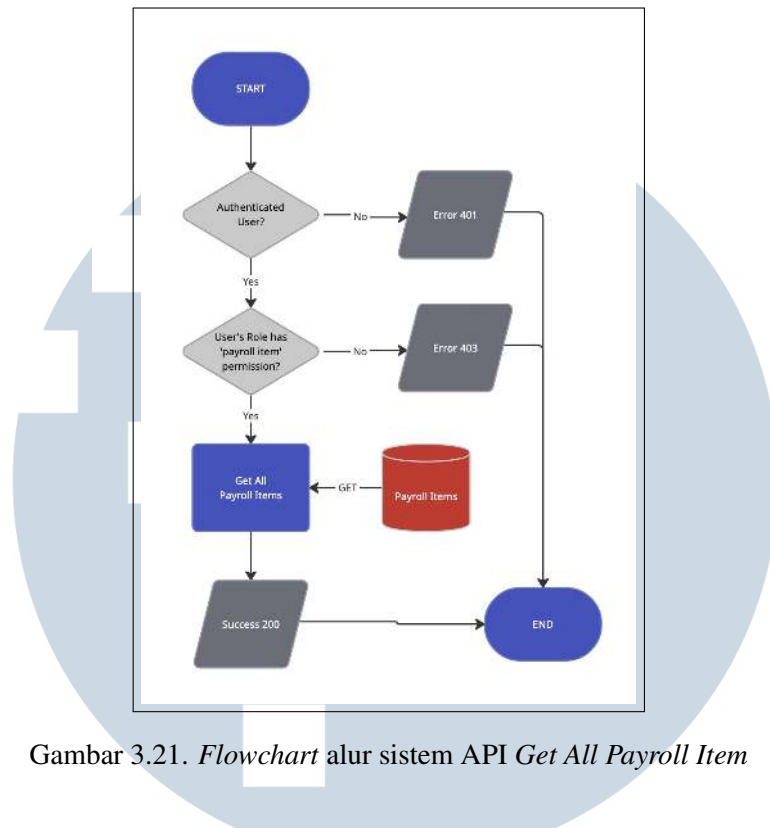 START
Authenticated
User?
No
Error 401
Yes
User's Role has
'payroll item'
permission?
No
Error 403
Yes
Get All
Payroll Items
GET
Payroll Items
Success 200
END
Gambar 3.21. Flowchart alur sistem API Get All Payroll Item